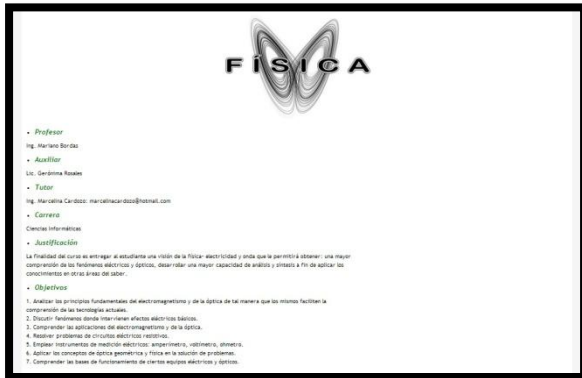 FÍSICA
• Profesor
Ing. Mariano Bordas
• Auxiliar
Lic. Gerónima Rosales
• Tutor
Ing. Marcelina Cardozo: marcelinacardozo@hotmail.com
• Carrera
Ciencias Informáticas
• Justificación
La finalidad del curso es entregar al estudiante una visión de la física- electricidad y onda que le permitirá obtener: una mayor
comprensión de los fenómenos eléctricos y ópticos, desarrollar una mayor capacidad de análisis y síntesis a fin de aplicar los
conocimientos en otras áreas del saber.
• Objetivos
1. Analizar los principios fundamentales del electromagnetismo y de la óptica de tal manera que los mismos faciliten la
comprensión de las tecnologías actuales.
2. Discutir fenómenos donde intervienen efectos eléctricos básicos.
3. Comprender las aplicaciones del electromagnetismo y de la óptica.
4. Resolver problemas de circuitos eléctricos resistivos.
5. Emplear instrumentos de medición eléctricos: amperímetro, voltímetro, ohmetro.
6. Aplicar los conceptos de óptica geométrica y física en la solución de problemas.
7. Comprender las bases de funcionamiento de ciertos equipos eléctricos y ópticos.